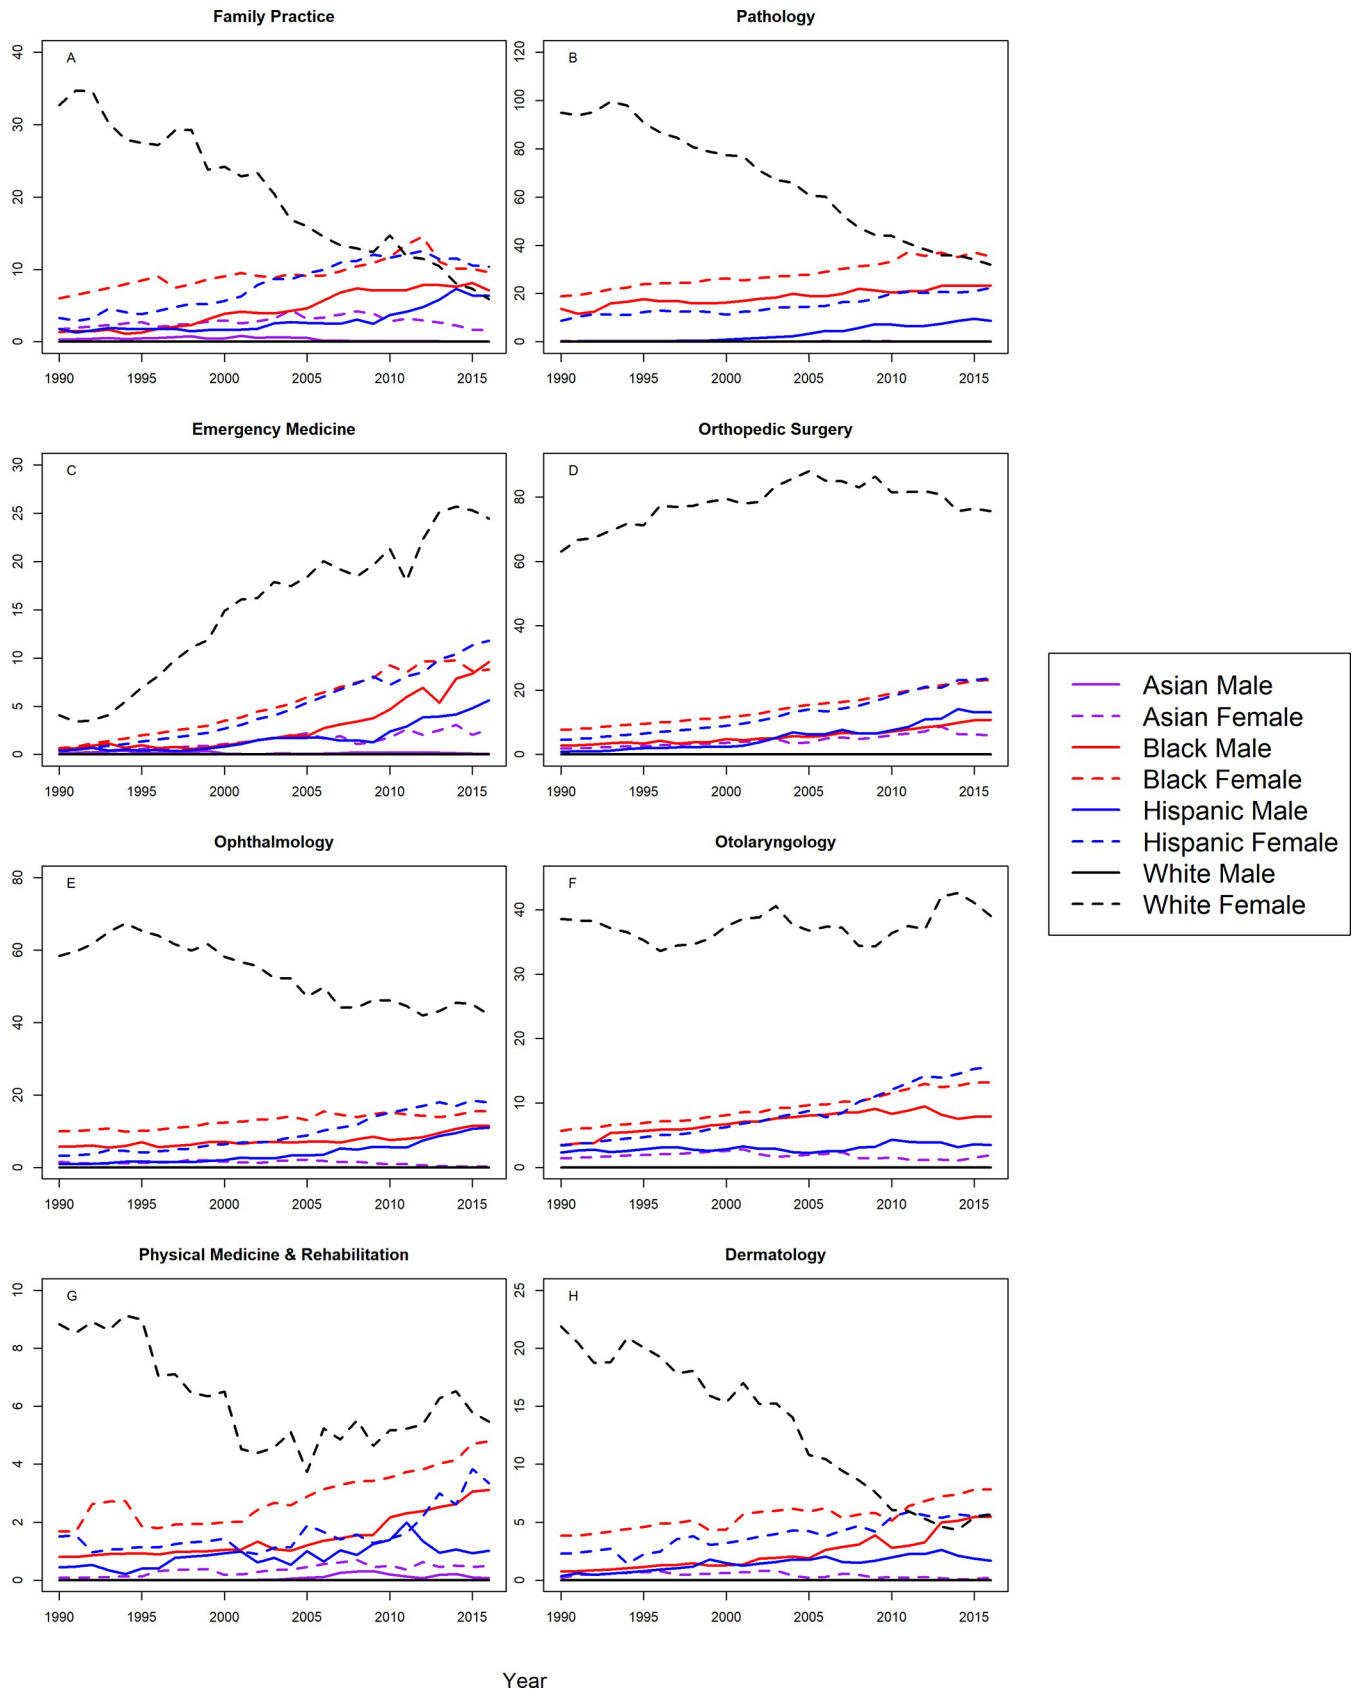 Family Practice
A
40
30
20
10
0
1990 1995 2000 2005 2010 2015
Pathology
B
120
100
80
60
40
20
0
1990 1995 2000 2005 2010 2015
Emergency Medicine
C
30
25
20
15
10
5
0
1990 1995 2000 2005 2010 2015
Orthopedic Surgery
D
80
60
40
20
0
1990 1995 2000 2005 2010 2015
Asian Male
Asian Female
Black Male
Black Female
Hispanic Male
Hispanic Female
White Male
White Female
Ophthalmology
E
80
60
40
20
0
1990 1995 2000 2005 2010 2015
Otolaryngology
F
40
30
20
10
0
1990 1995 2000 2005 2010 2015
Physical Medicine & Rehabilitation
G
10
8
6
4
2
0
1990 1995 2000 2005 2010 2015
Dermatology
H
25
20
15
10
5
0
1990 1995 2000 2005 2010 2015
Year